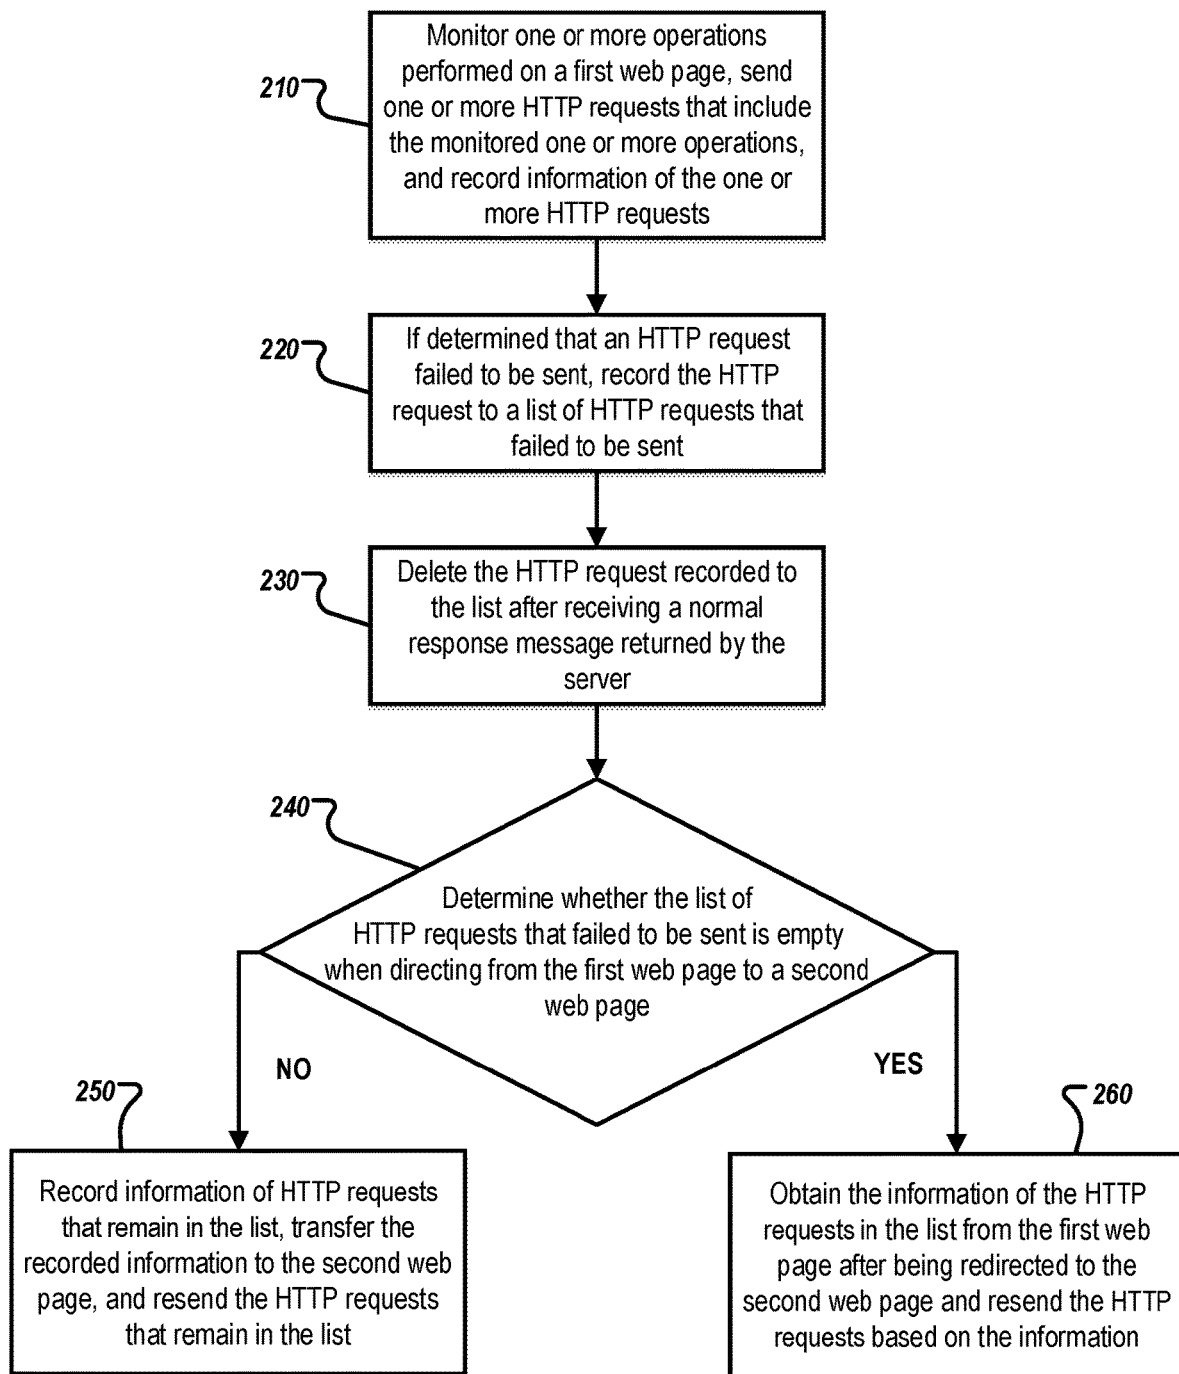 210
Monitor one or more operations
performed on a first web page, send
one or more HTTP requests that include
the monitored one or more operations,
and record information of the one or
more HTTP requests
220
If determined that an HTTP request
failed to be sent, record the HTTP
request to a list of HTTP requests that
failed to be sent
230
Delete the HTTP request recorded to
the list after receiving a normal
response message returned by the
server
240
Determine whether the list of
HTTP requests that failed to be sent is empty
when directing from the first web page to a second
web page
NO
YES
250
Record information of HTTP requests
that remain in the list, transfer the
recorded information to the second web
page, and resend the HTTP requests
that remain in the list
260
Obtain the information of the HTTP
requests in the list from the first web
page after being redirected to the
second web page and resend the HTTP
requests based on the information